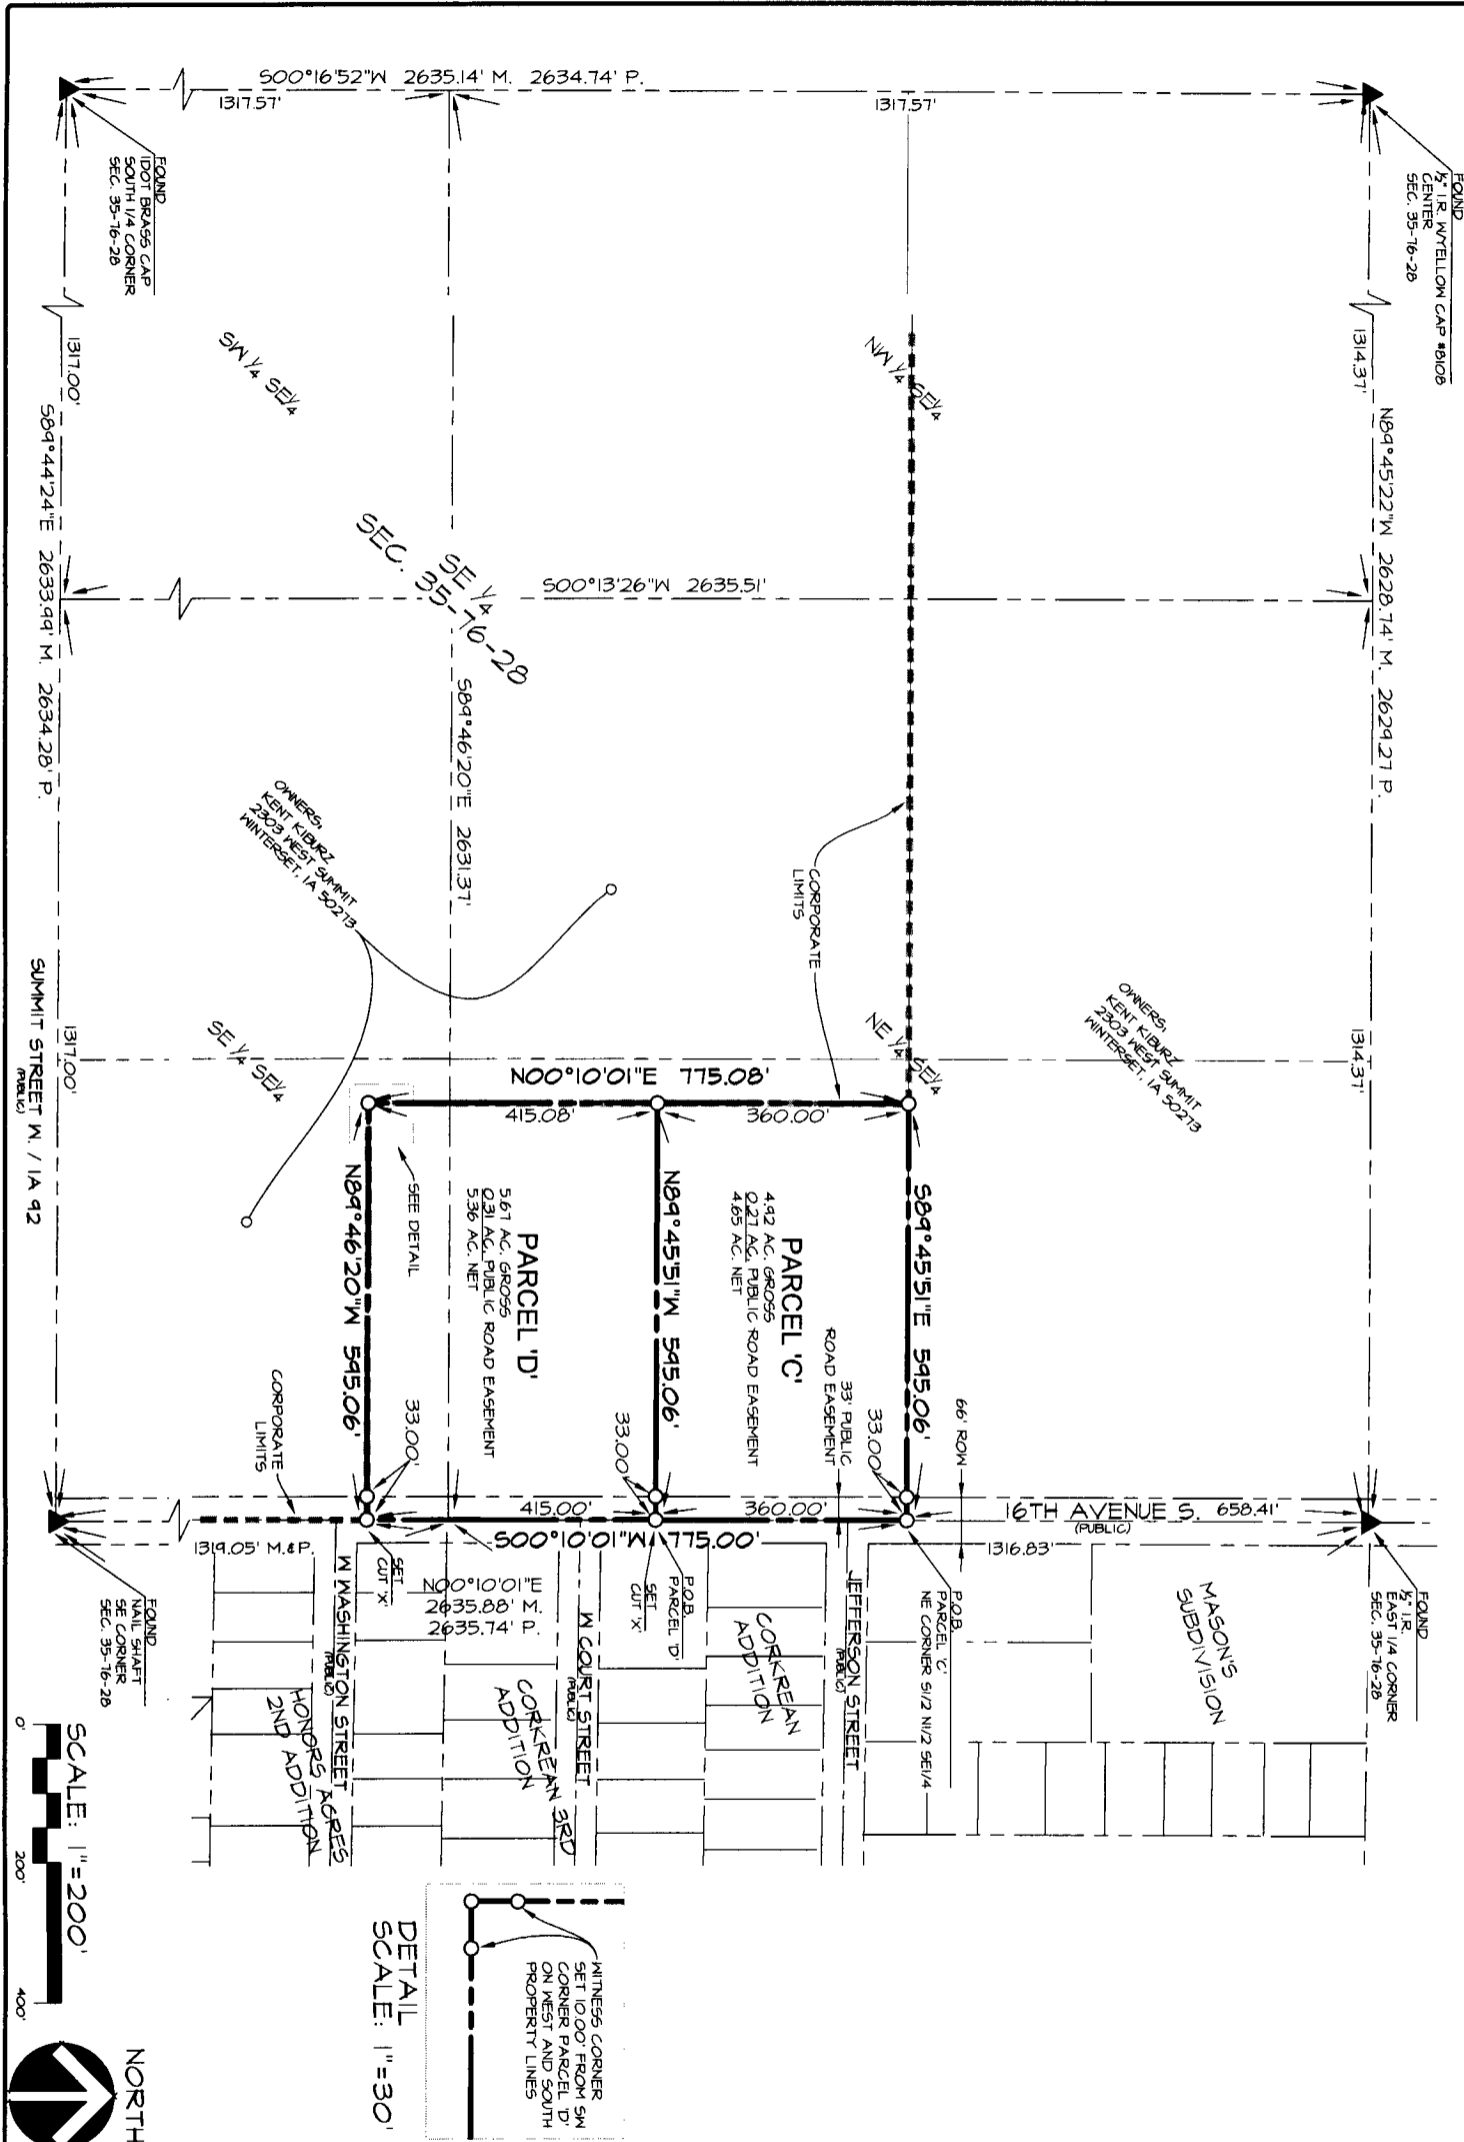 S00°16'52"W 2635.14' M. 2634.74' P.
1317.57'
1317.57'
FOUND
IDOT BRASS CAP
SOUTH 1/4 CORNER
SEC. 35-76-28
FOUND
½" I.R. W/YELLOW CAP #8108
CENTER
SEC. 35-76-28
1317.00'
S89°44'24"E 2633.99' M. 2634.28' P.
1314.37'
N89°45'22"W 2628.74' M. 2629.27 P.
SW ¼ SE¼
NW ¼ SE¼
SE ¼
SEC. 35-76-28
S00°13'26"W 2635.51'
S89°46'20"E 2631.37'
OWNERS,
KENT KIBURZ
2303 WEST SUMMIT
WINTERSET, IA 50273
CORPORATE
LIMITS
OWNERS,
KENT KIBURZ
2303 WEST SUMMIT
WINTERSET, IA 50273
SUMMIT STREET W. / IA 92
(PUBLIC)
1317.00'
SE ¼ SE¼
NE ¼ SE¼
1314.37'
N00°10'01"E 775.08'
415.08'
360.00'
SEE DETAIL
N89°46'20"W 595.06'
N89°45'51"W 595.06'
S89°45'51"E 595.06'
PARCEL 'D'
5.67 AC. GROSS
0.31 AC. PUBLIC ROAD EASEMENT
5.36 AC. NET
PARCEL 'C'
4.92 AC. GROSS
0.27 AC. PUBLIC ROAD EASEMENT
4.65 AC. NET
33' PUBLIC
ROAD EASEMENT
66' ROW
33.00'
33.00'
33.00'
CORPORATE
LIMITS
415.00'
360.00'
S00°10'01"W 775.00'
16TH AVENUE S. 658.41'
(PUBLIC)
1319.05' M.&P.
1316.83'
N00°10'01"E
2635.88' M.
2635.74' P.
SET
CUT 'X'
SET
CUT 'X'
P.O.B.
PARCEL 'D'
P.O.B.
PARCEL 'C'
NE CORNER S1/2 N1/2 SE1/4
FOUND
NAIL SHAFT
SE CORNER
SEC. 35-76-28
FOUND
½" I.R.
EAST 1/4 CORNER
SEC. 35-76-28
W WASHINGTON STREET
(PUBLIC)
W COURT STREET
(PUBLIC)
JEFFERSON STREET
(PUBLIC)
HONORS ACRES
2ND ADDITION
CORKREAN 3RD
ADDITION
CORKREAN
ADDITION
MASON'S
SUBDIVISION
SCALE: 1"=200'
0'
200'
400'
DETAIL
SCALE: 1"=30'
WITNESS CORNER
SET 10.00' FROM SW
CORNER PARCEL 'D'
ON WEST AND SOUTH
PROPERTY LINES
NORTH